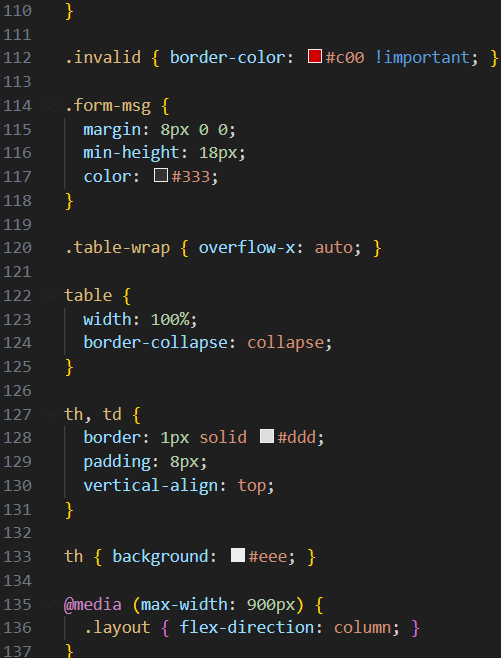 110 }
111
112 .invalid { border-color: #c00 !important; }
113
114 .form-msg {
115   margin: 8px 0 0;
116   min-height: 18px;
117   color: #333;
118 }
119
120 .table-wrap { overflow-x: auto; }
121
122 table {
123   width: 100%;
124   border-collapse: collapse;
125 }
126
127 th, td {
128   border: 1px solid #ddd;
129   padding: 8px;
130   vertical-align: top;
131 }
132
133 th { background: #eee; }
134
135 @media (max-width: 900px) {
136   .layout { flex-direction: column; }
137 }